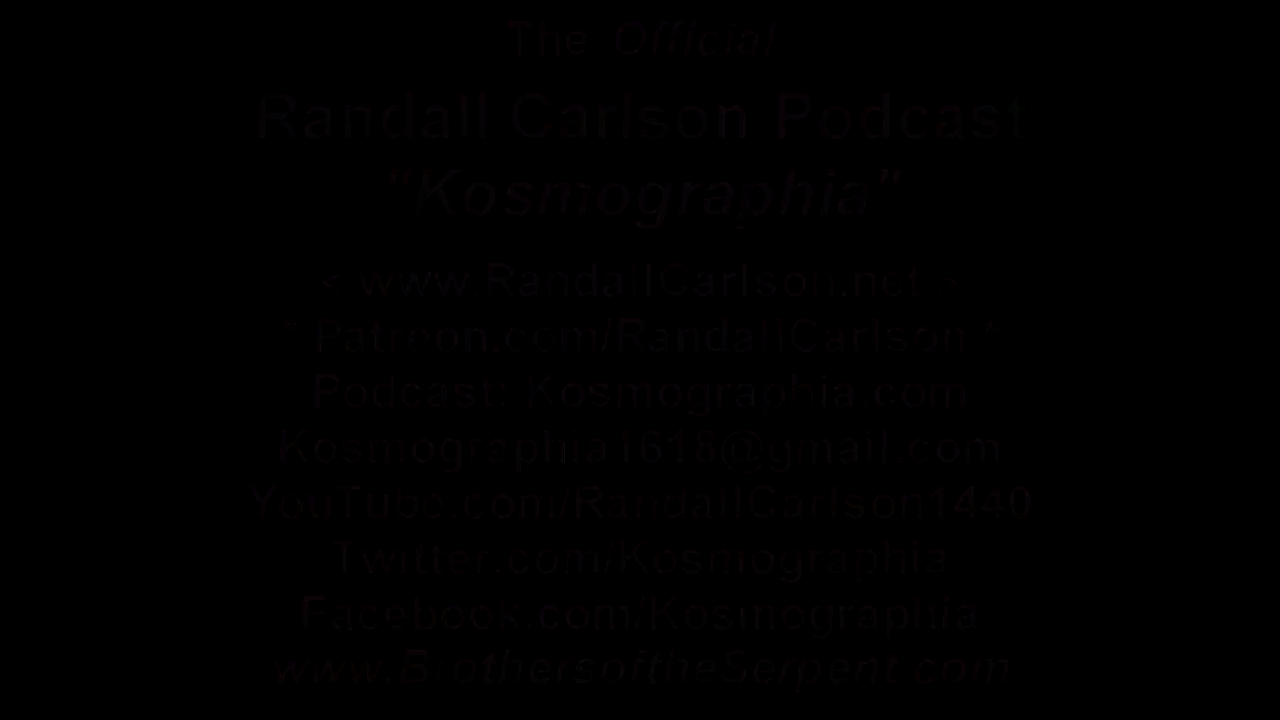 The Official
Randall Carlson Podcast
"Kosmographia"
< www.RandallCarlson.net >
* Patreon.com/RandallCarlson *
Podcast: Kosmographia.com
Kosmographia1618@gmail.com
YouTube.com/RandallCarlson1440
Twitter.com/Kosmographia
Facebook.com/Kosmographia
www.BrothersoftheSerpent.com